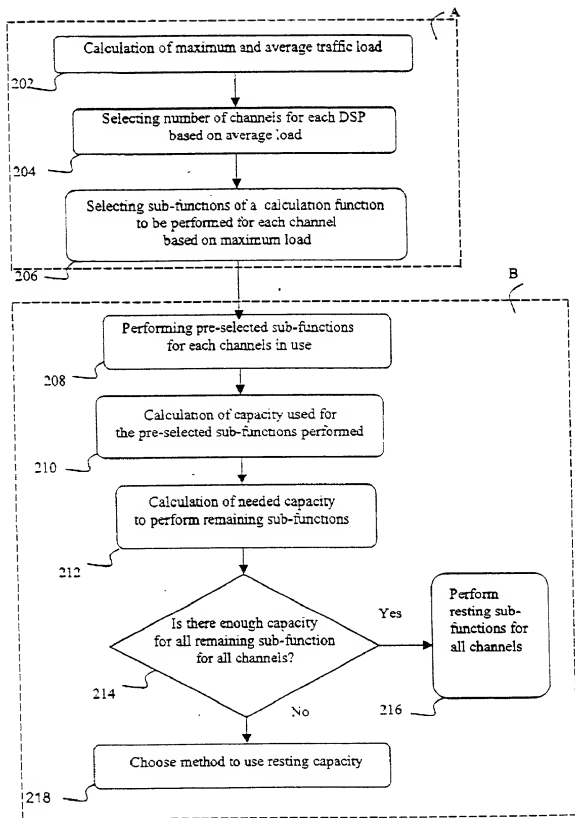 A
Calculation of maximum and average traffic load
202
Selecting number of channels for each DSP
based on average load
204
Selecting sub-functions of a calculation function
to be performed for each channel
based on maximum load
206
B
Performing pre-selected sub-functions
for each channels in use
208
Calculation of capacity used for
the pre-selected sub-functions performed
210
Calculation of needed capacity
to perform remaining sub-functions
212
Is there enough capacity
for all remaining sub-function
for all channels?
214
Yes
Perform
resting sub-
functions for
all channels
216
No
Choose method to use resting capacity
218